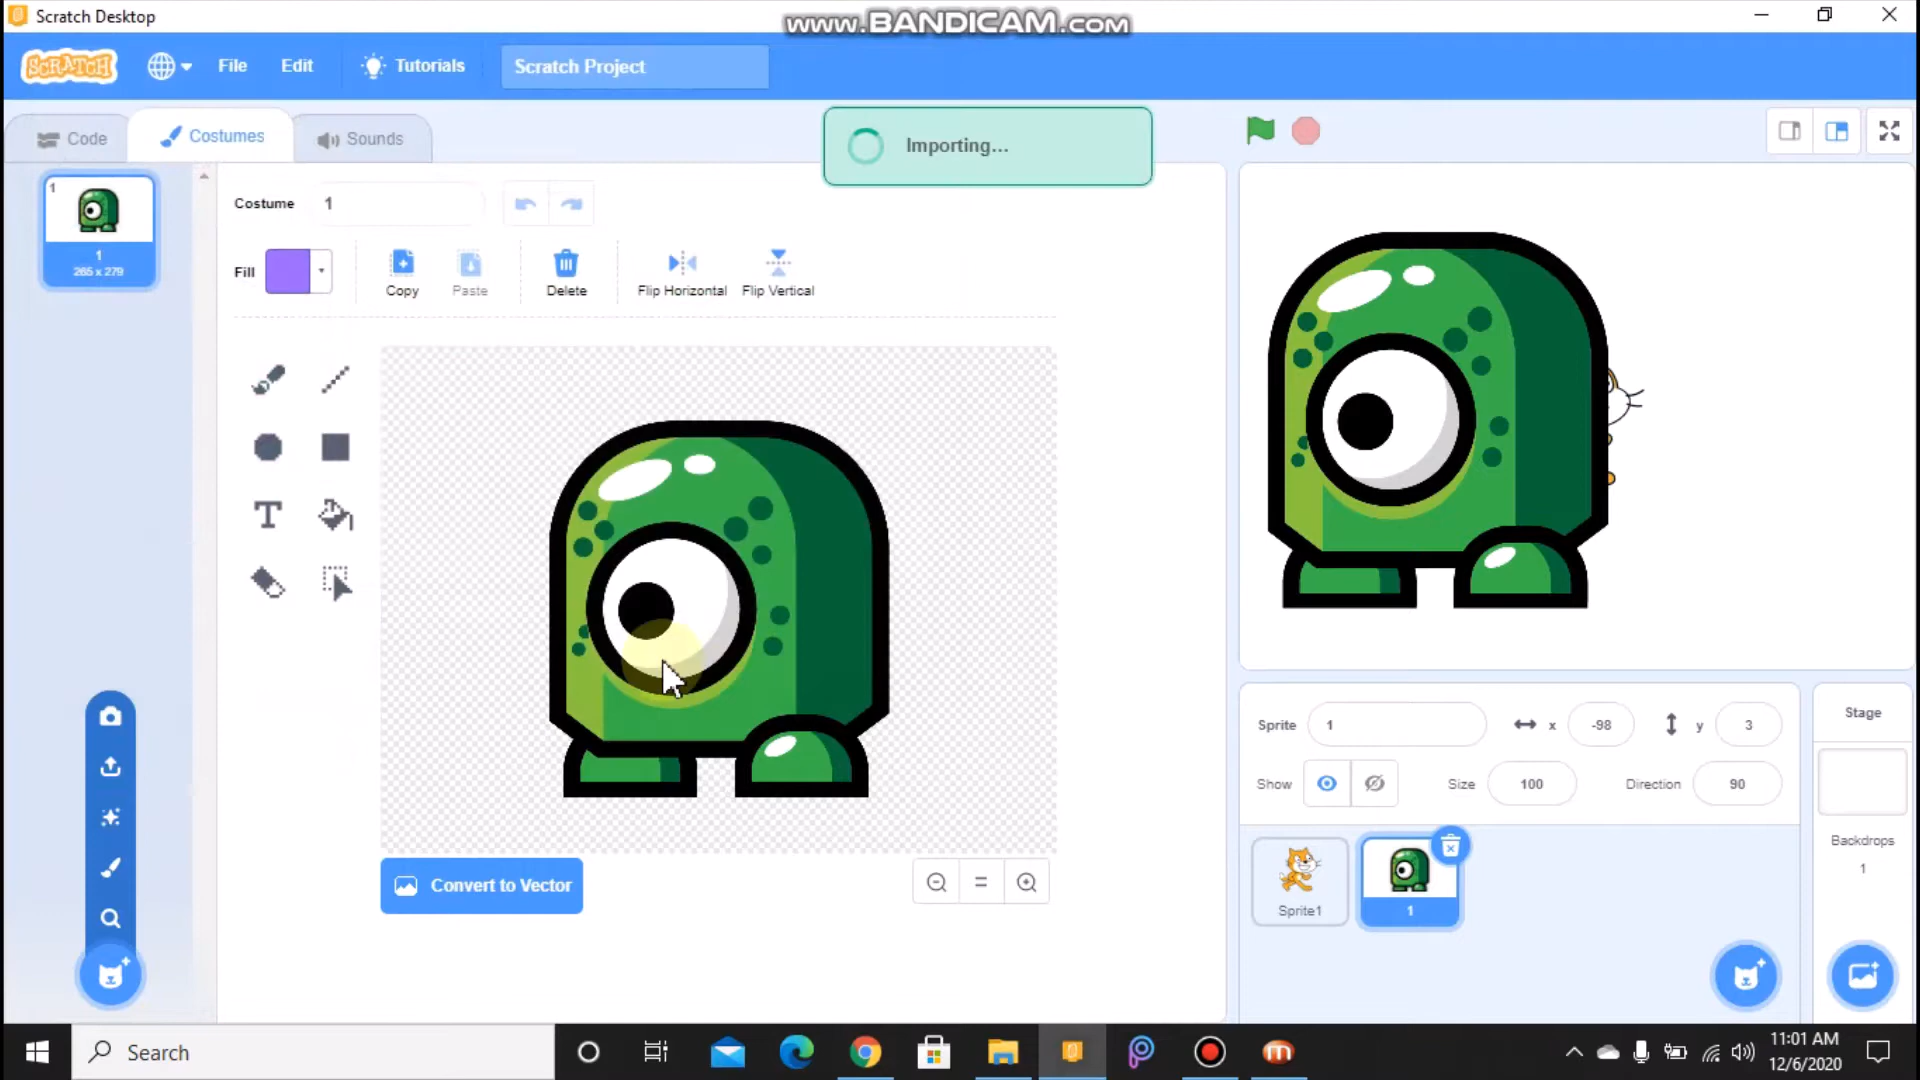 Scratch Desktop
www.BANDICAM.com
SCRATCH
File
Edit
Tutorials
Scratch Project
Code
Costumes
Sounds
Importing...
1
1
265 x 279
Costume
1
Fill
Copy
Paste
Delete
Flip Horizontal
Flip Vertical
T
Convert to Vector
Sprite
1
x
-98
y
3
Show
Size
100
Direction
90
Sprite1
1
Stage
Backdrops
1
Search
11:01 AM
12/6/2020